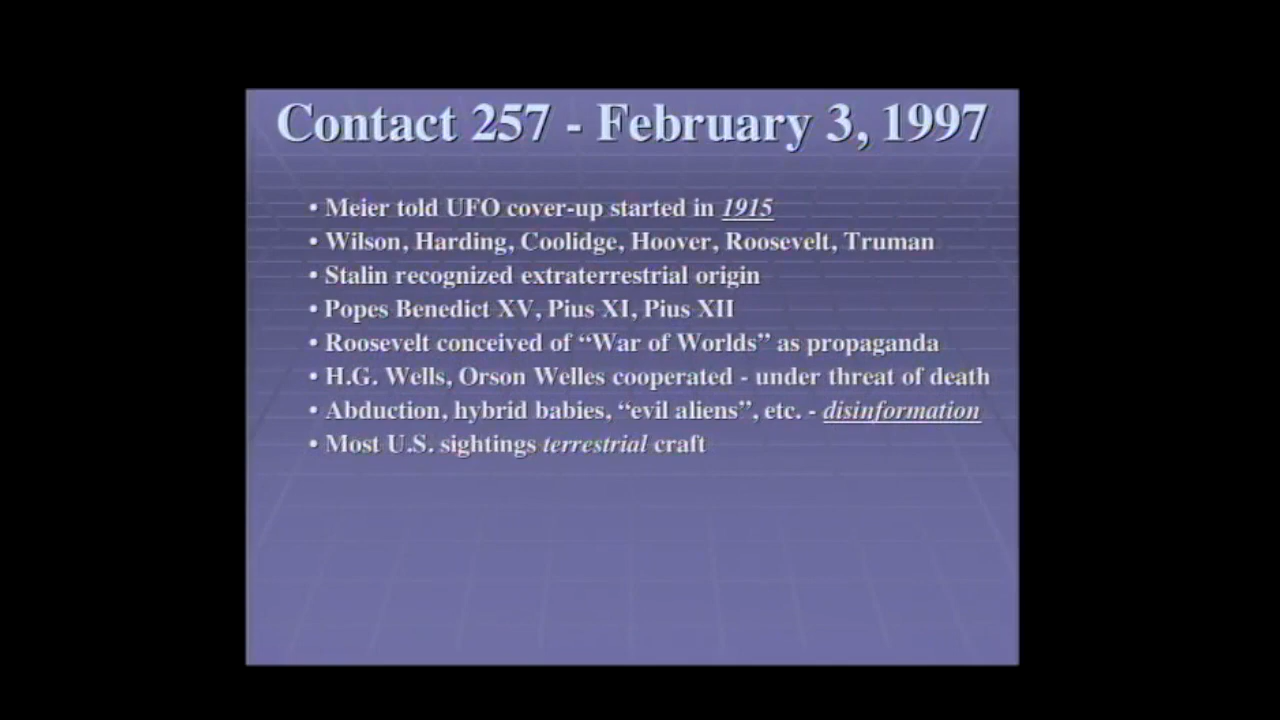 Contact 257 - February 3, 1997
• Meier told UFO cover-up started in 1915
• Wilson, Harding, Coolidge, Hoover, Roosevelt, Truman
• Stalin recognized extraterrestrial origin
• Popes Benedict XV, Pius XI, Pius XII
• Roosevelt conceived of “War of Worlds” as propaganda
• H.G. Wells, Orson Welles cooperated - under threat of death
• Abduction, hybrid babies, “evil aliens”, etc. - disinformation
• Most U.S. sightings terrestrial craft